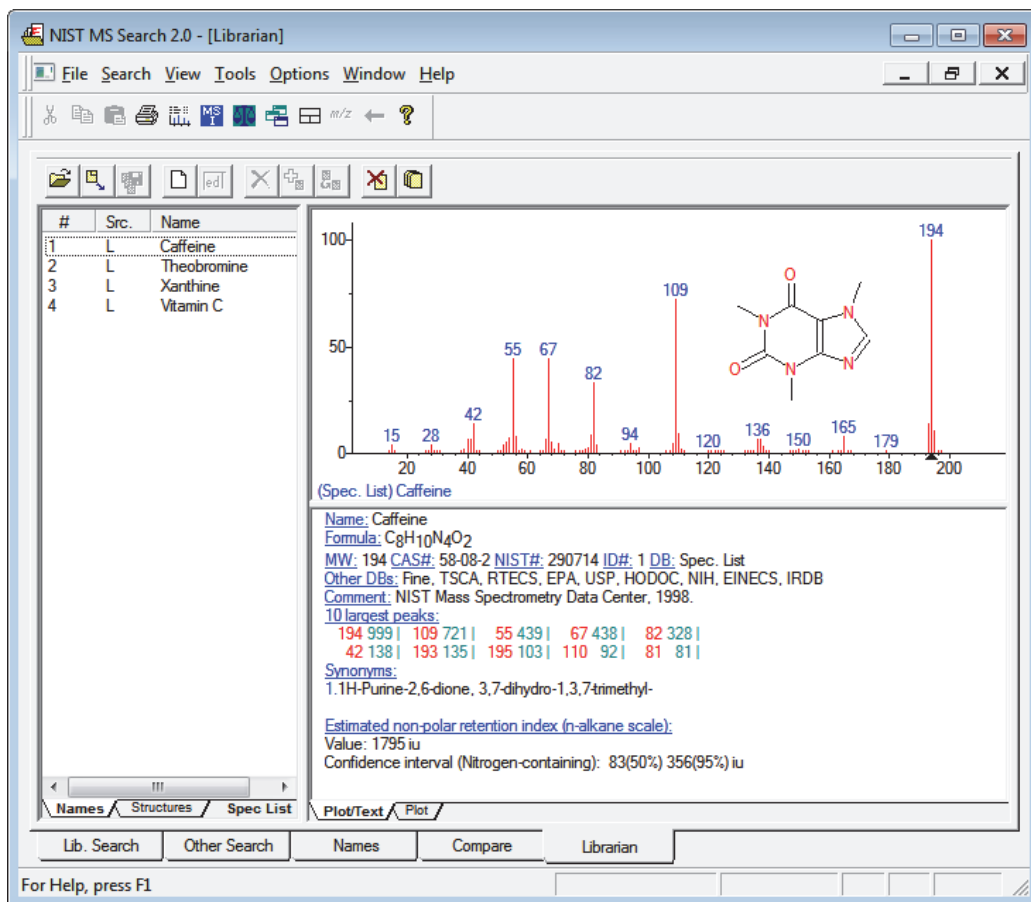 NIST MS Search 2.0 - [Librarian]
File Search View Tools Options Window Help
MS I m/z ?
edI
# Src. Name
1 L Caffeine
2 L Theobromine
3 L Xanthine
4 L Vitamin C
Names Structures Spec List
100
50
0
15 28 42 55 67 82 94 109 120 136 150 165 179 194
20 40 60 80 100 120 140 160 180 200
O N N O N N
(Spec. List) Caffeine
Name: Caffeine
Formula: C8H10N4O2
MW: 194 CAS#: 58-08-2 NIST#: 290714 ID#: 1 DB: Spec. List
Other DBs: Fine, TSCA, RTECS, EPA, USP, HODOC, NIH, EINECS, IRDB
Comment: NIST Mass Spectrometry Data Center, 1998.
10 largest peaks:
194 999 | 109 721 | 55 439 | 67 438 | 82 328 |
42 138 | 193 135 | 195 103 | 110 92 | 81 81 |
Synonyms:
1.1H-Purine-2,6-dione, 3,7-dihydro-1,3,7-trimethyl-
Estimated non-polar retention index (n-alkane scale):
Value: 1795 iu
Confidence interval (Nitrogen-containing): 83(50%) 356(95%) iu
Plot/Text Plot
Lib. Search Other Search Names Compare Librarian
For Help, press F1